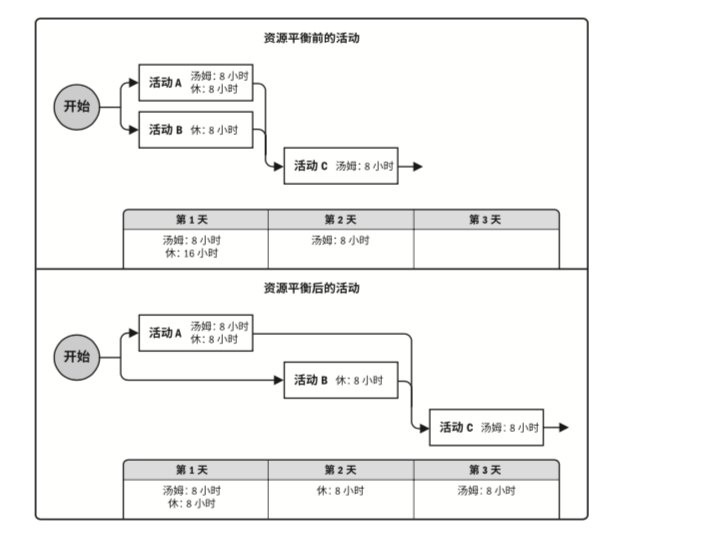 资源平衡前的活动
开始
活动 A 汤姆：8 小时
休：8 小时
活动 B 休：8 小时
活动 C 汤姆：8 小时
第 1 天 第 2 天 第 3 天
汤姆：8 小时 汤姆：8 小时
休：16 小时
资源平衡后的活动
开始
活动 A 汤姆：8 小时
休：8 小时
活动 B 休：8 小时
活动 C 汤姆：8 小时
第 1 天 第 2 天 第 3 天
汤姆：8 小时 休：8 小时 汤姆：8 小时
休：8 小时